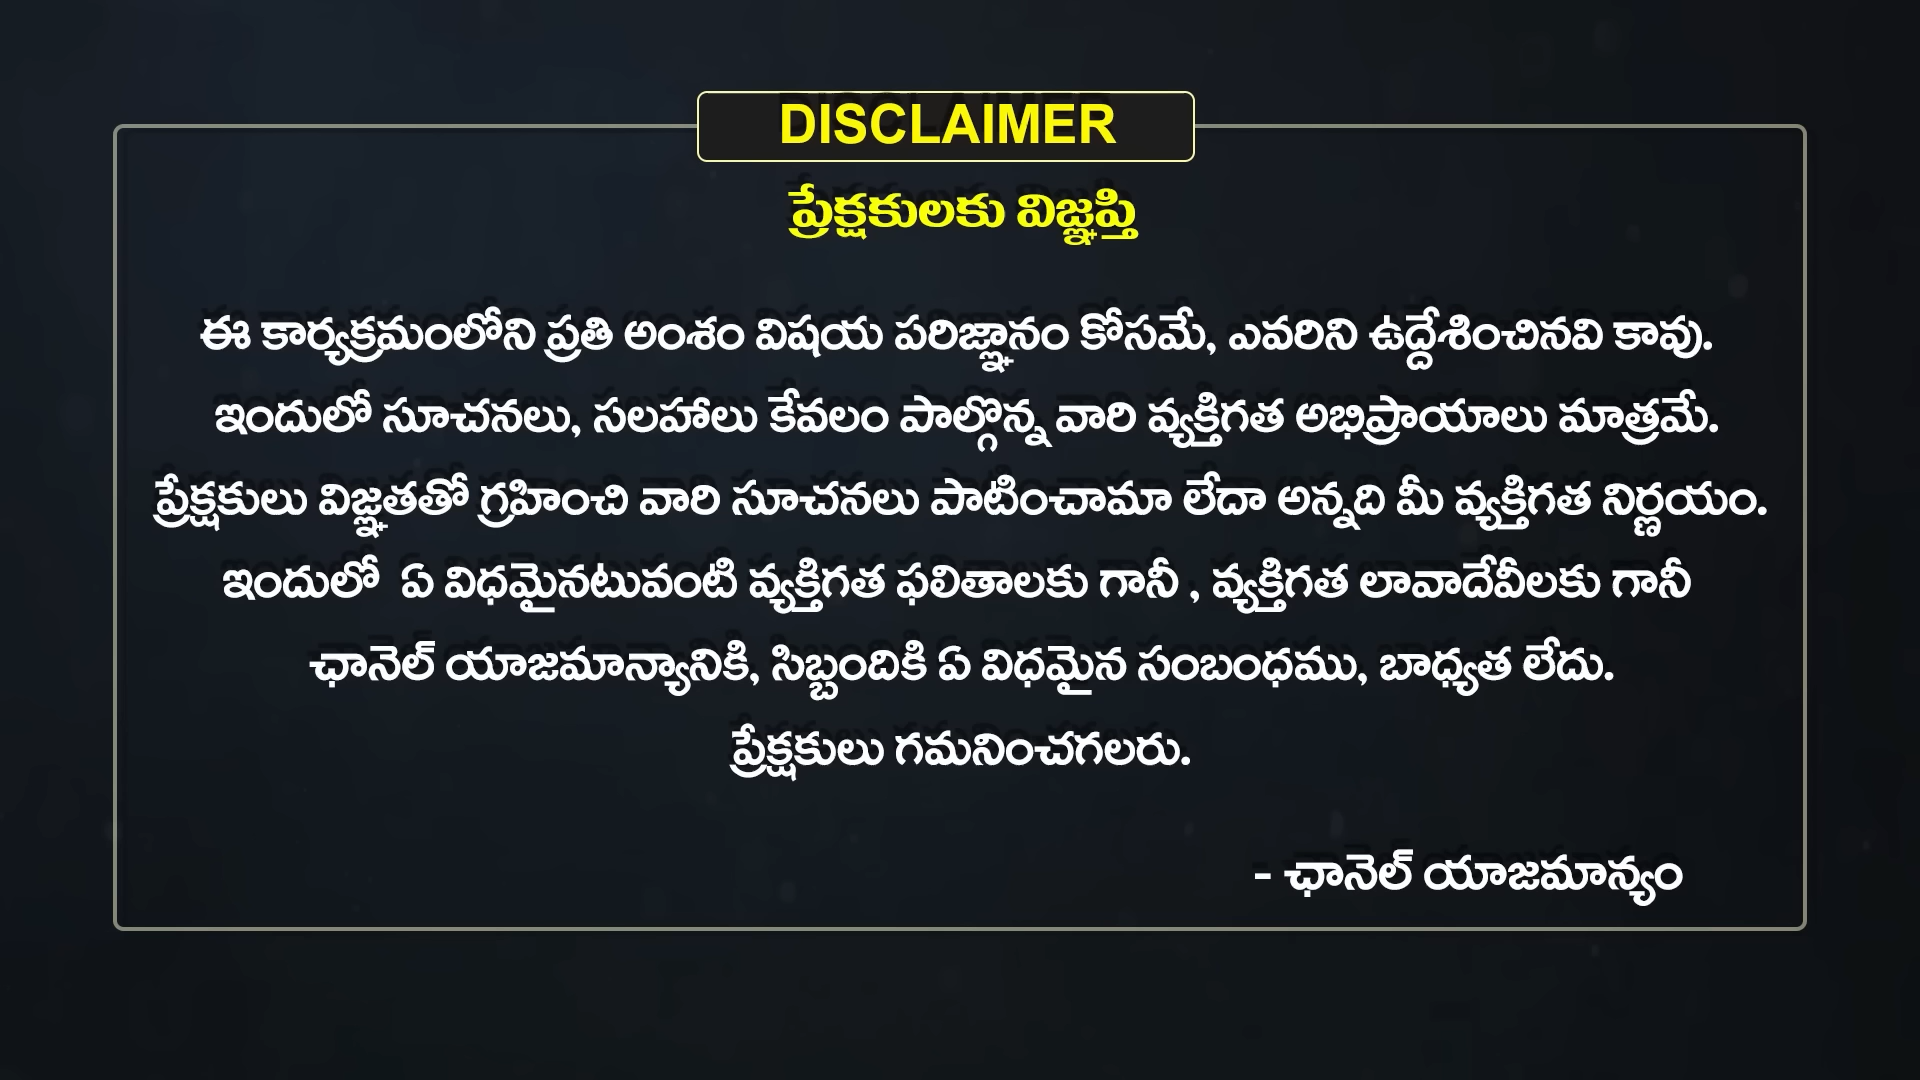 DISCLAIMER
ప్రేక్షకులకు విజ్ఞప్తి
ఈ కార్యక్రమంలోని ప్రతి అంశం విషయ పరిజ్ఞానం కోసమే, ఎవరిని ఉద్దేశించినవి కావు.
ఇందులో సూచనలు, సలహాలు కేవలం పాల్గొన్న వారి వ్యక్తిగత అభిప్రాయాలు మాత్రమే.
ప్రేక్షకులు విజ్ఞతతో గ్రహించి వారి సూచనలు పాటించామా లేదా అన్నది మీ వ్యక్తిగత నిర్ణయం.
ఇందులో ఏ విధమైనటువంటి వ్యక్తిగత ఫలితాలకు గానీ , వ్యక్తిగత లావాదేవీలకు గానీ
ఛానెల్ యాజమాన్యానికి, సిబ్బందికి ఏ విధమైన సంబంధము, బాధ్యత లేదు.
ప్రేక్షకులు గమనించగలరు.
- ఛానెల్ యాజమాన్యం